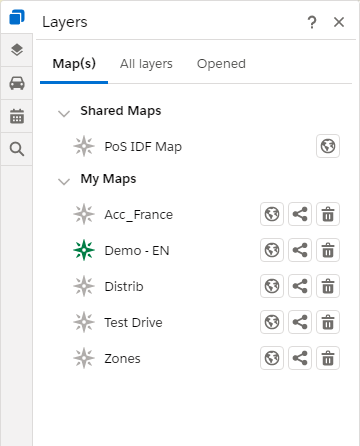 Layers
?
Map(s)
All layers
Opened
Shared Maps
PoS IDF Map
My Maps
Acc_France
Demo - EN
Distrib
Test Drive
Zones